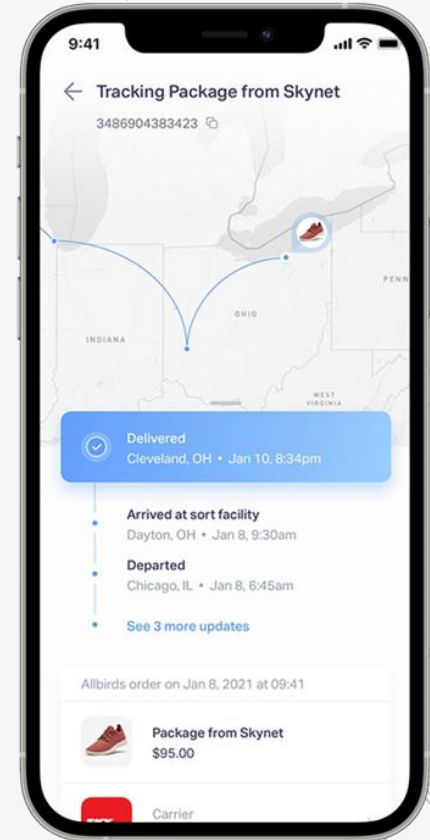 9:41
Tracking Package from Skynet
3486904383423
PENN
OHIO
INDIANA
WEST
VIRGINIA
Delivered
Cleveland, OH • Jan 10, 8:34pm
Arrived at sort facility
Dayton, OH • Jan 8, 9:30am
Departed
Chicago, IL • Jan 8, 6:45am
See 3 more updates
Allbirds order on Jan 8, 2021 at 09:41
Package from Skynet
$95.00
Carrier